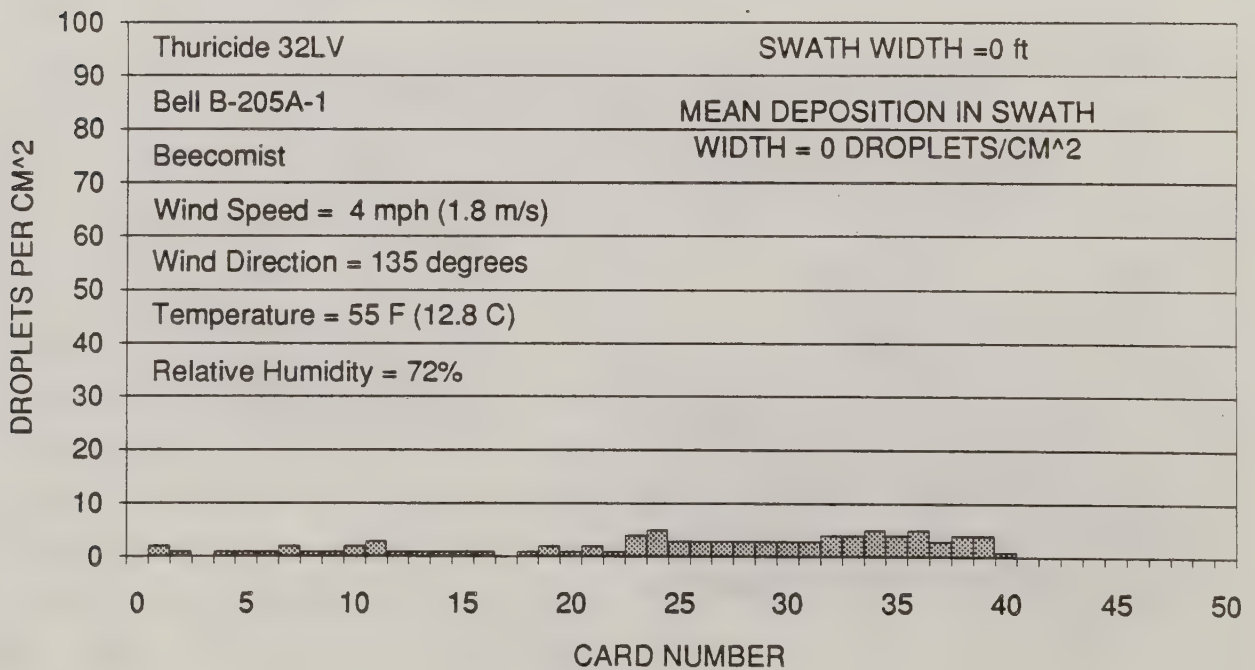 100
90
80
70
60
50
40
30
20
10
0
DROPLETS PER CM^2
Thuricide 32LV
Bell B-205A-1
Beecomist
Wind Speed = 4 mph (1.8 m/s)
Wind Direction = 135 degrees
Temperature = 55 F (12.8 C)
Relative Humidity = 72%
SWATH WIDTH =0 ft
MEAN DEPOSITION IN SWATH
WIDTH = 0 DROPLETS/CM^2
0 5 10 15 20 25 30 35 40 45 50
CARD NUMBER